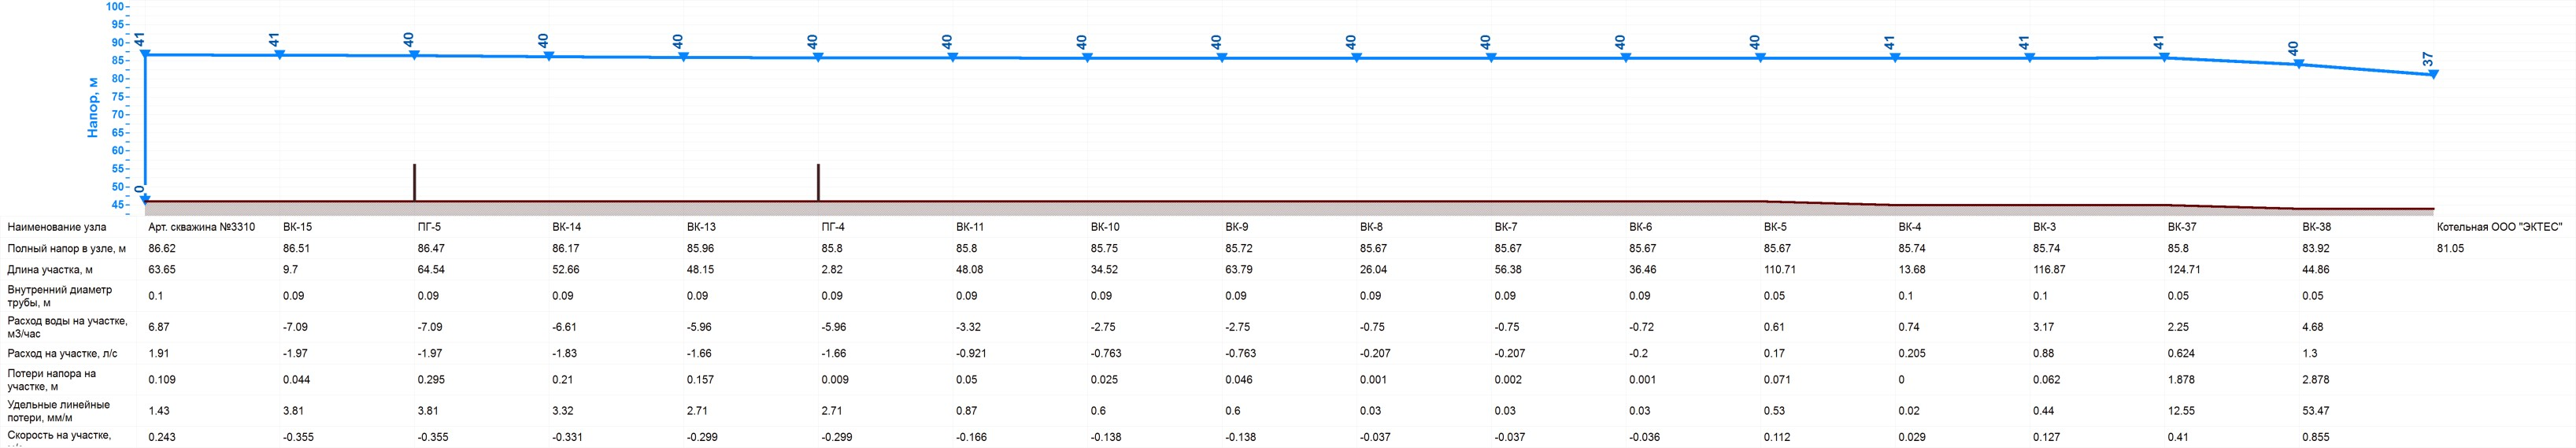 100
95
90
85
80
75
70
65
60
55
50
45
Напор, м
41 41 40 40 40 40 40 40 40 40 40 40 40 41 41 41 40 37
0
Наименование узла Арт. скважина №3310 ВК-15 ПГ-5 ВК-14 ВК-13 ПГ-4 ВК-11 ВК-10 ВК-9 ВК-8 ВК-7 ВК-6 ВК-5 ВК-4 ВК-3 ВК-37 ВК-38 Котельная ООО "ЭКТЕС"
Полный напор в узле, м 86.62 86.51 86.47 86.17 85.96 85.8 85.8 85.75 85.72 85.67 85.67 85.67 85.67 85.74 85.74 85.8 83.92 81.05
Длина участка, м 63.65 9.7 64.54 52.66 48.15 2.82 48.08 34.52 63.79 26.04 56.38 36.46 110.71 13.68 116.87 124.71 44.86
Внутренний диаметр
трубы, м 0.1 0.09 0.09 0.09 0.09 0.09 0.09 0.09 0.09 0.09 0.09 0.09 0.05 0.1 0.1 0.05 0.05
Расход воды на участке,
м3/час 6.87 -7.09 -7.09 -6.61 -5.96 -5.96 -3.32 -2.75 -2.75 -0.75 -0.75 -0.72 0.61 0.74 3.17 2.25 4.68
Расход на участке, л/с 1.91 -1.97 -1.97 -1.83 -1.66 -1.66 -0.921 -0.763 -0.763 -0.207 -0.207 -0.2 0.17 0.205 0.88 0.624 1.3
Потери напора на
участке, м 0.109 0.044 0.295 0.21 0.157 0.009 0.05 0.025 0.046 0.001 0.002 0.001 0.071 0 0.062 1.878 2.878
Удельные линейные
потери, мм/м 1.43 3.81 3.81 3.32 2.71 2.71 0.87 0.6 0.6 0.03 0.03 0.03 0.53 0.02 0.44 12.55 53.47
Скорость на участке, 0.243 -0.355 -0.355 -0.331 -0.299 -0.299 -0.166 -0.138 -0.138 -0.037 -0.037 -0.036 0.112 0.029 0.127 0.41 0.855